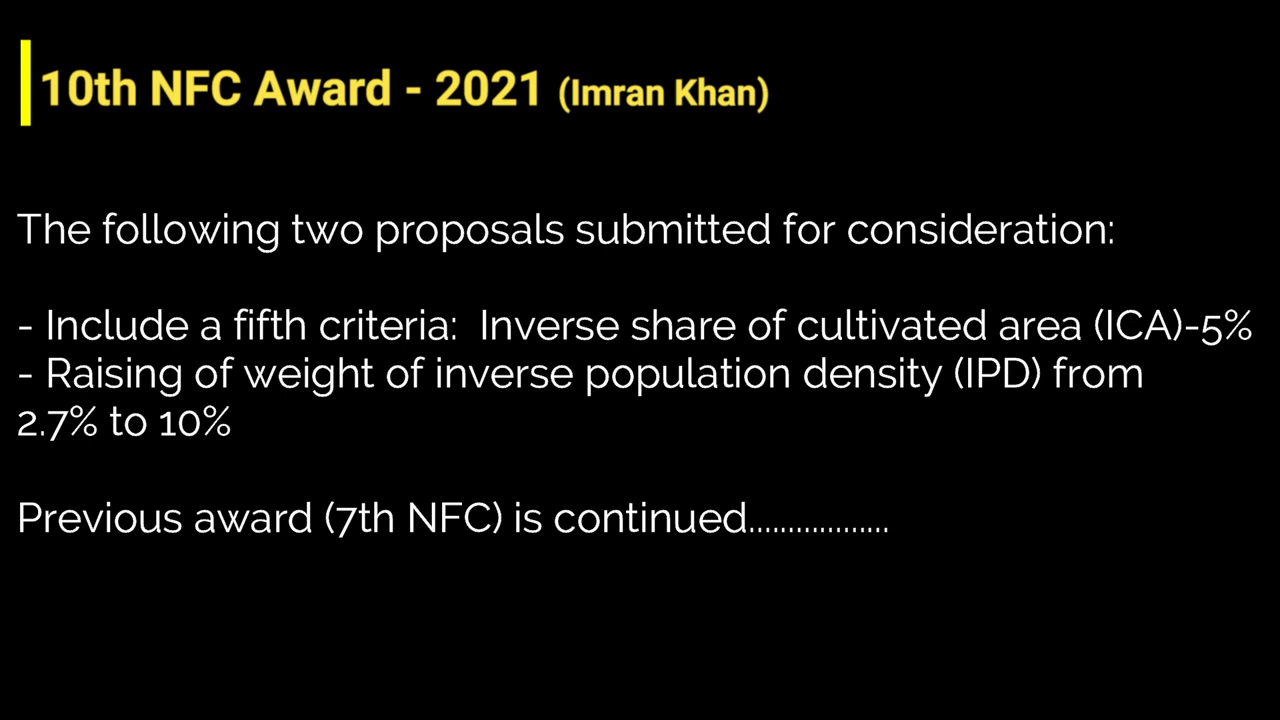 10th NFC Award - 2021 (Imran Khan)
The following two proposals submitted for consideration:
- Include a fifth criteria:  Inverse share of cultivated area (ICA)-5%
- Raising of weight of inverse population density (IPD) from
2.7% to 10%
Previous award (7th NFC) is continued..................